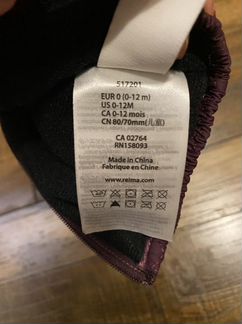 517201
EUR 0 (0-12 m)
US 0-12M
CA 0-12 mois
CN 80/70mm(儿童)
CA 02764
RN158093
Made in China
Fabriqué en Chine
www.reima.com